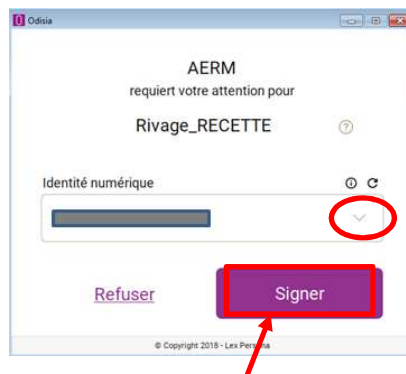 Odisia
AERM
requiert votre attention pour
Rivage_RECETTE
Identité numérique
Refuser
Signer
© Copyright 2018 - Lex Persona